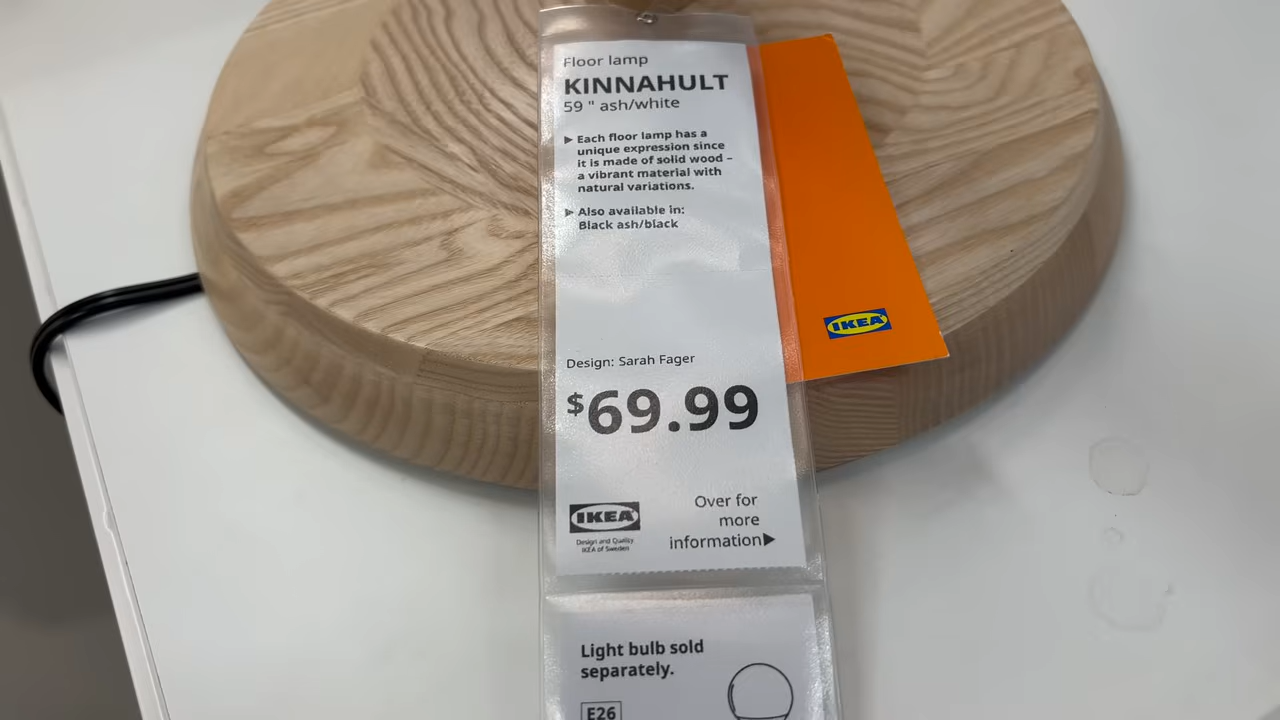 Floor lamp
KINNAHULT
59 " ash/white
▶ Each floor lamp has a
unique expression since
it is made of solid wood –
a vibrant material with
natural variations.
▶ Also available in:
Black ash/black
IKEA
Design: Sarah Fager
$69.99
IKEA
Design and Quality
IKEA of Sweden
Over for
more
information▶
Light bulb sold
separately.
E26